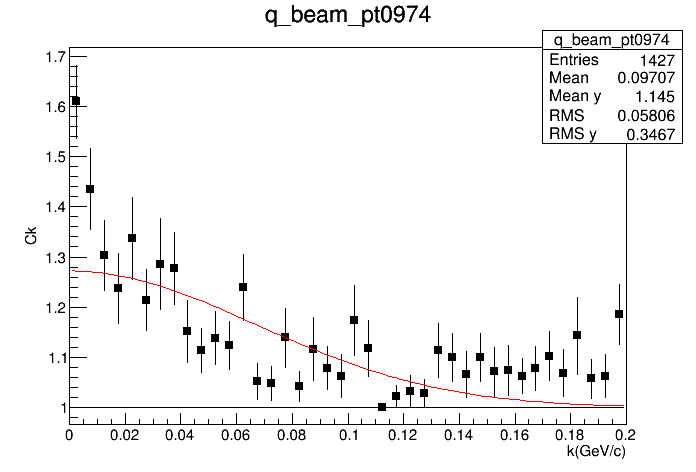 q_beam_pt0974
q_beam_pt0974
Entries 1427
Mean 0.09707
Mean y 1.145
RMS 0.05806
RMS y 0.3467
Ck
1.7
1.6
1.5
1.4
1.3
1.2
1.1
1
0 0.02 0.04 0.06 0.08 0.1 0.12 0.14 0.16 0.18 0.2
k(GeV/c)